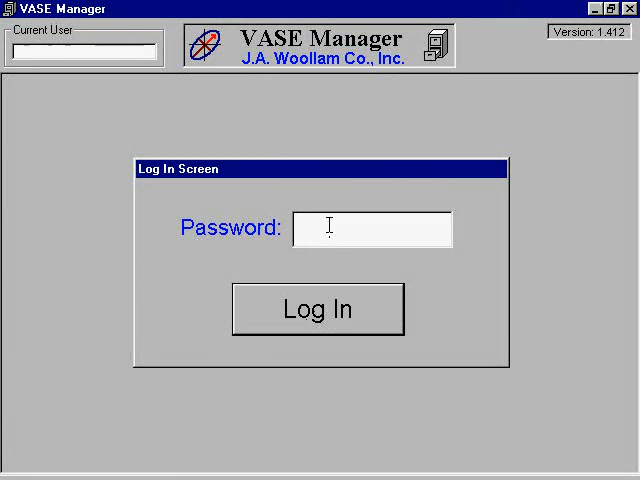 VASE Manager
Current User
VASE Manager
J.A. Woollam Co., Inc.
Version: 1.412
Log In Screen
Password:
Log In